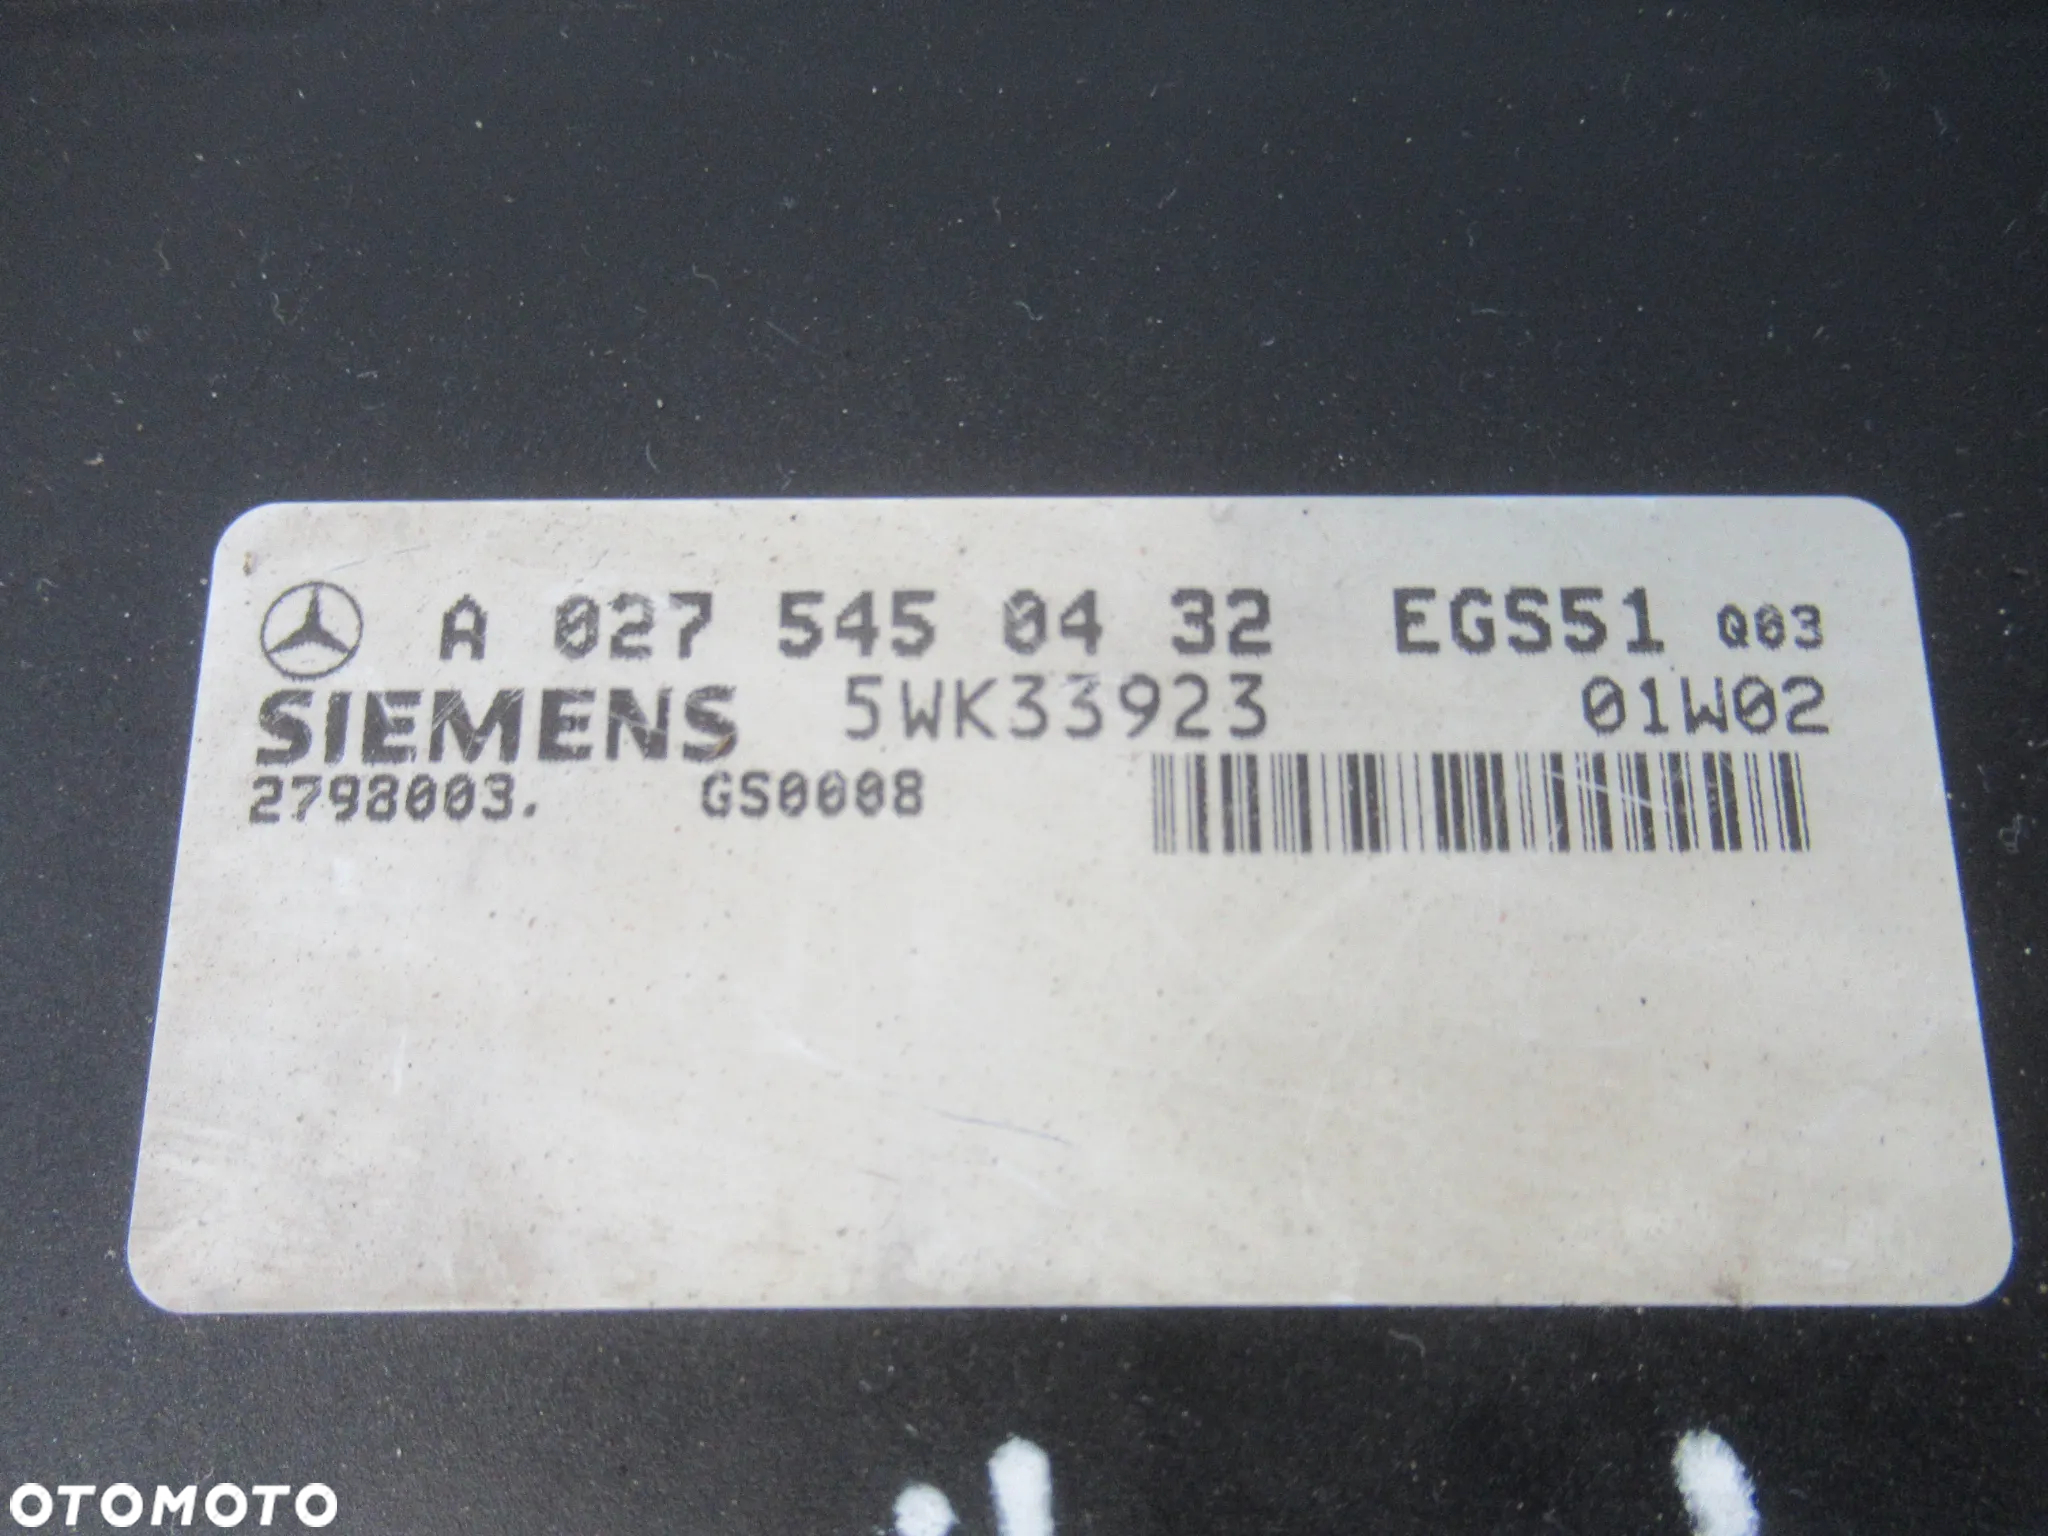 A 027 545 04 32 EGS51 Q03
SIEMENS 5WK33923 01W02
2798003. GS0008
OTOMOTO